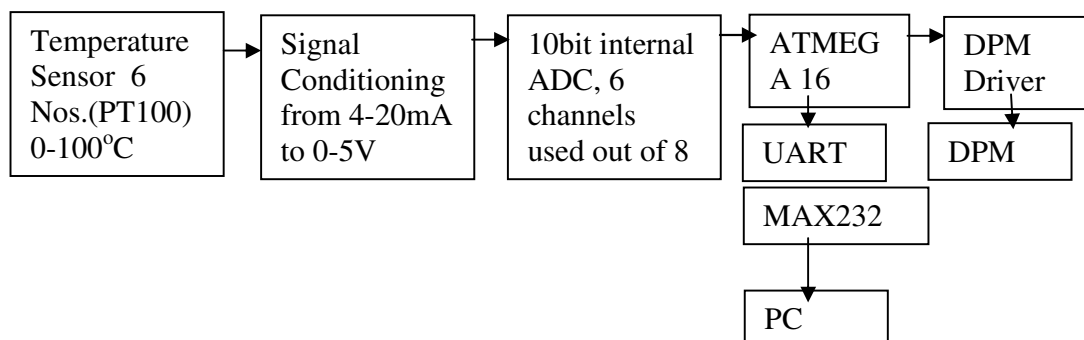 Temperature
Sensor 6
Nos.(PT100)
0-100°C
Signal
Conditioning
from 4-20mA
to 0-5V
10bit internal
ADC, 6
channels
used out of 8
ATMEG
A 16
DPM
Driver
UART
DPM
MAX232
PC